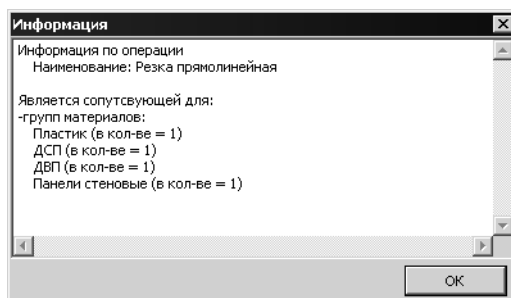 Информация
Информация по операции
Наименование: Резка прямолинейная
Является сопутсвующей для:
-групп материалов:
Пластик (в кол-ве = 1)
ДСП (в кол-ве = 1)
ДВП (в кол-ве = 1)
Панели стеновые (в кол-ве = 1)
ОК